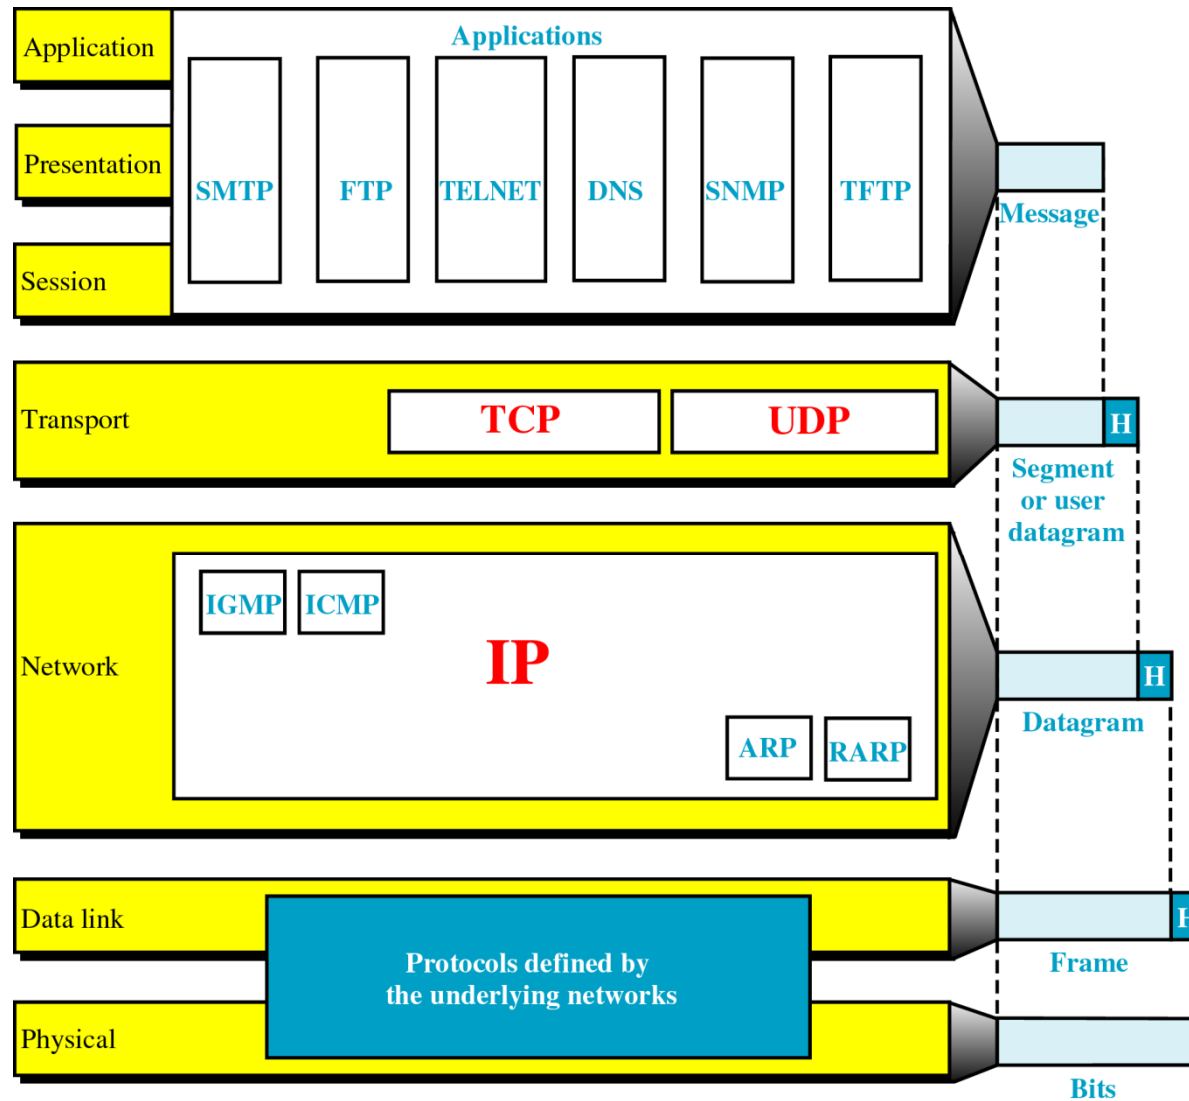 Application
Presentation
Session
Applications
SMTP
FTP
TELNET
DNS
SNMP
TFTP
Message
Transport
TCP
UDP
H
Segment
or user
datagram
Network
IGMP
ICMP
IP
ARP
RARP
H
Datagram
Data link
H
Frame
Protocols defined by
the underlying networks
Physical
Bits